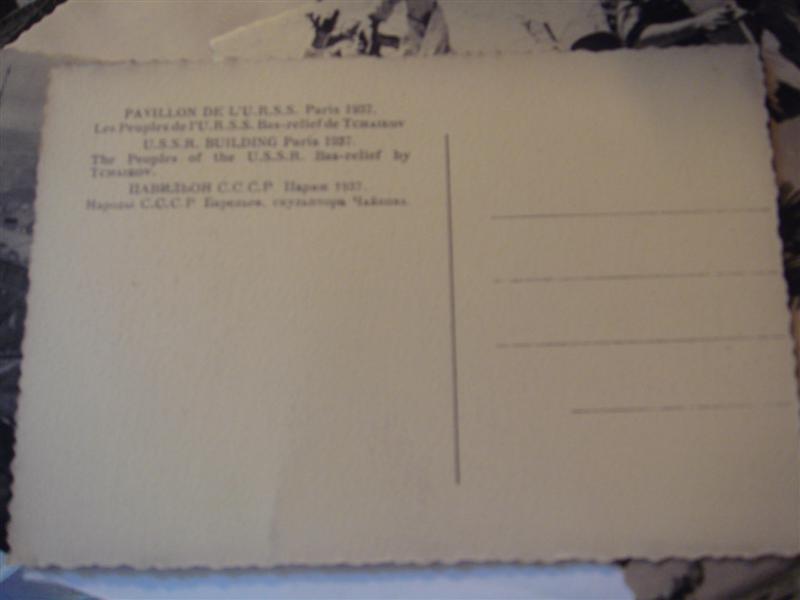 PAVILLON DE L'U.R.S.S. Paris 1937.
Les Peuples de l'U.R.S.S. Bas-relief de TCHAIKOV
U.S.S.R. BUILDING Paris 1937.
The Peoples of the U.S.S.R. Bas-relief by
TCHAIKOV.
ПАВИЛЬОН С.С.С.Р. Париж 1937.
Народы С.С.С.Р. Барельеф, скульптора Чайкова.